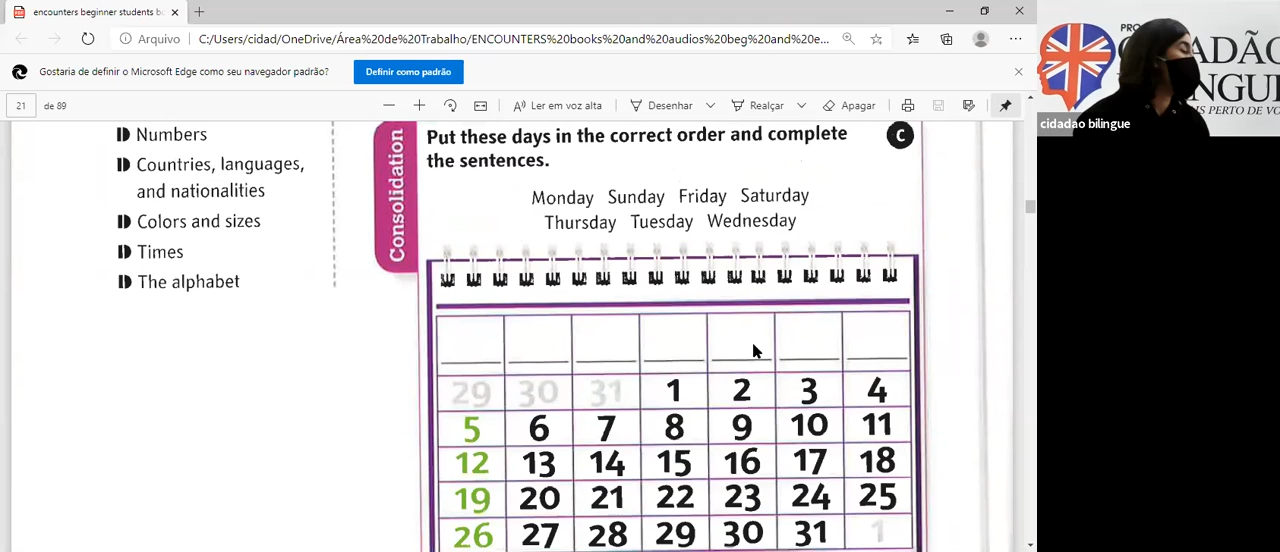 encounters beginner students bo
Arquivo
C:/Users/cidad/OneDrive/Área%20de%20Trabalho/ENCOUNTERS%20books%20and%20audios%20beg%20and%20e...
Gostaria de definir o Microsoft Edge como seu navegador padrão?
Definir como padrão
21 de 89
Ler em voz alta
Desenhar
Realçar
Apagar
Numbers
Countries, languages,
and nationalities
Colors and sizes
Times
The alphabet
Consolidation
Put these days in the correct order and complete
the sentences.
C
Monday Sunday Friday Saturday
Thursday Tuesday Wednesday
29 30 31 1 2 3 4
5 6 7 8 9 10 11
12 13 14 15 16 17 18
19 20 21 22 23 24 25
26 27 28 29 30 31 1
cidadao bilingue